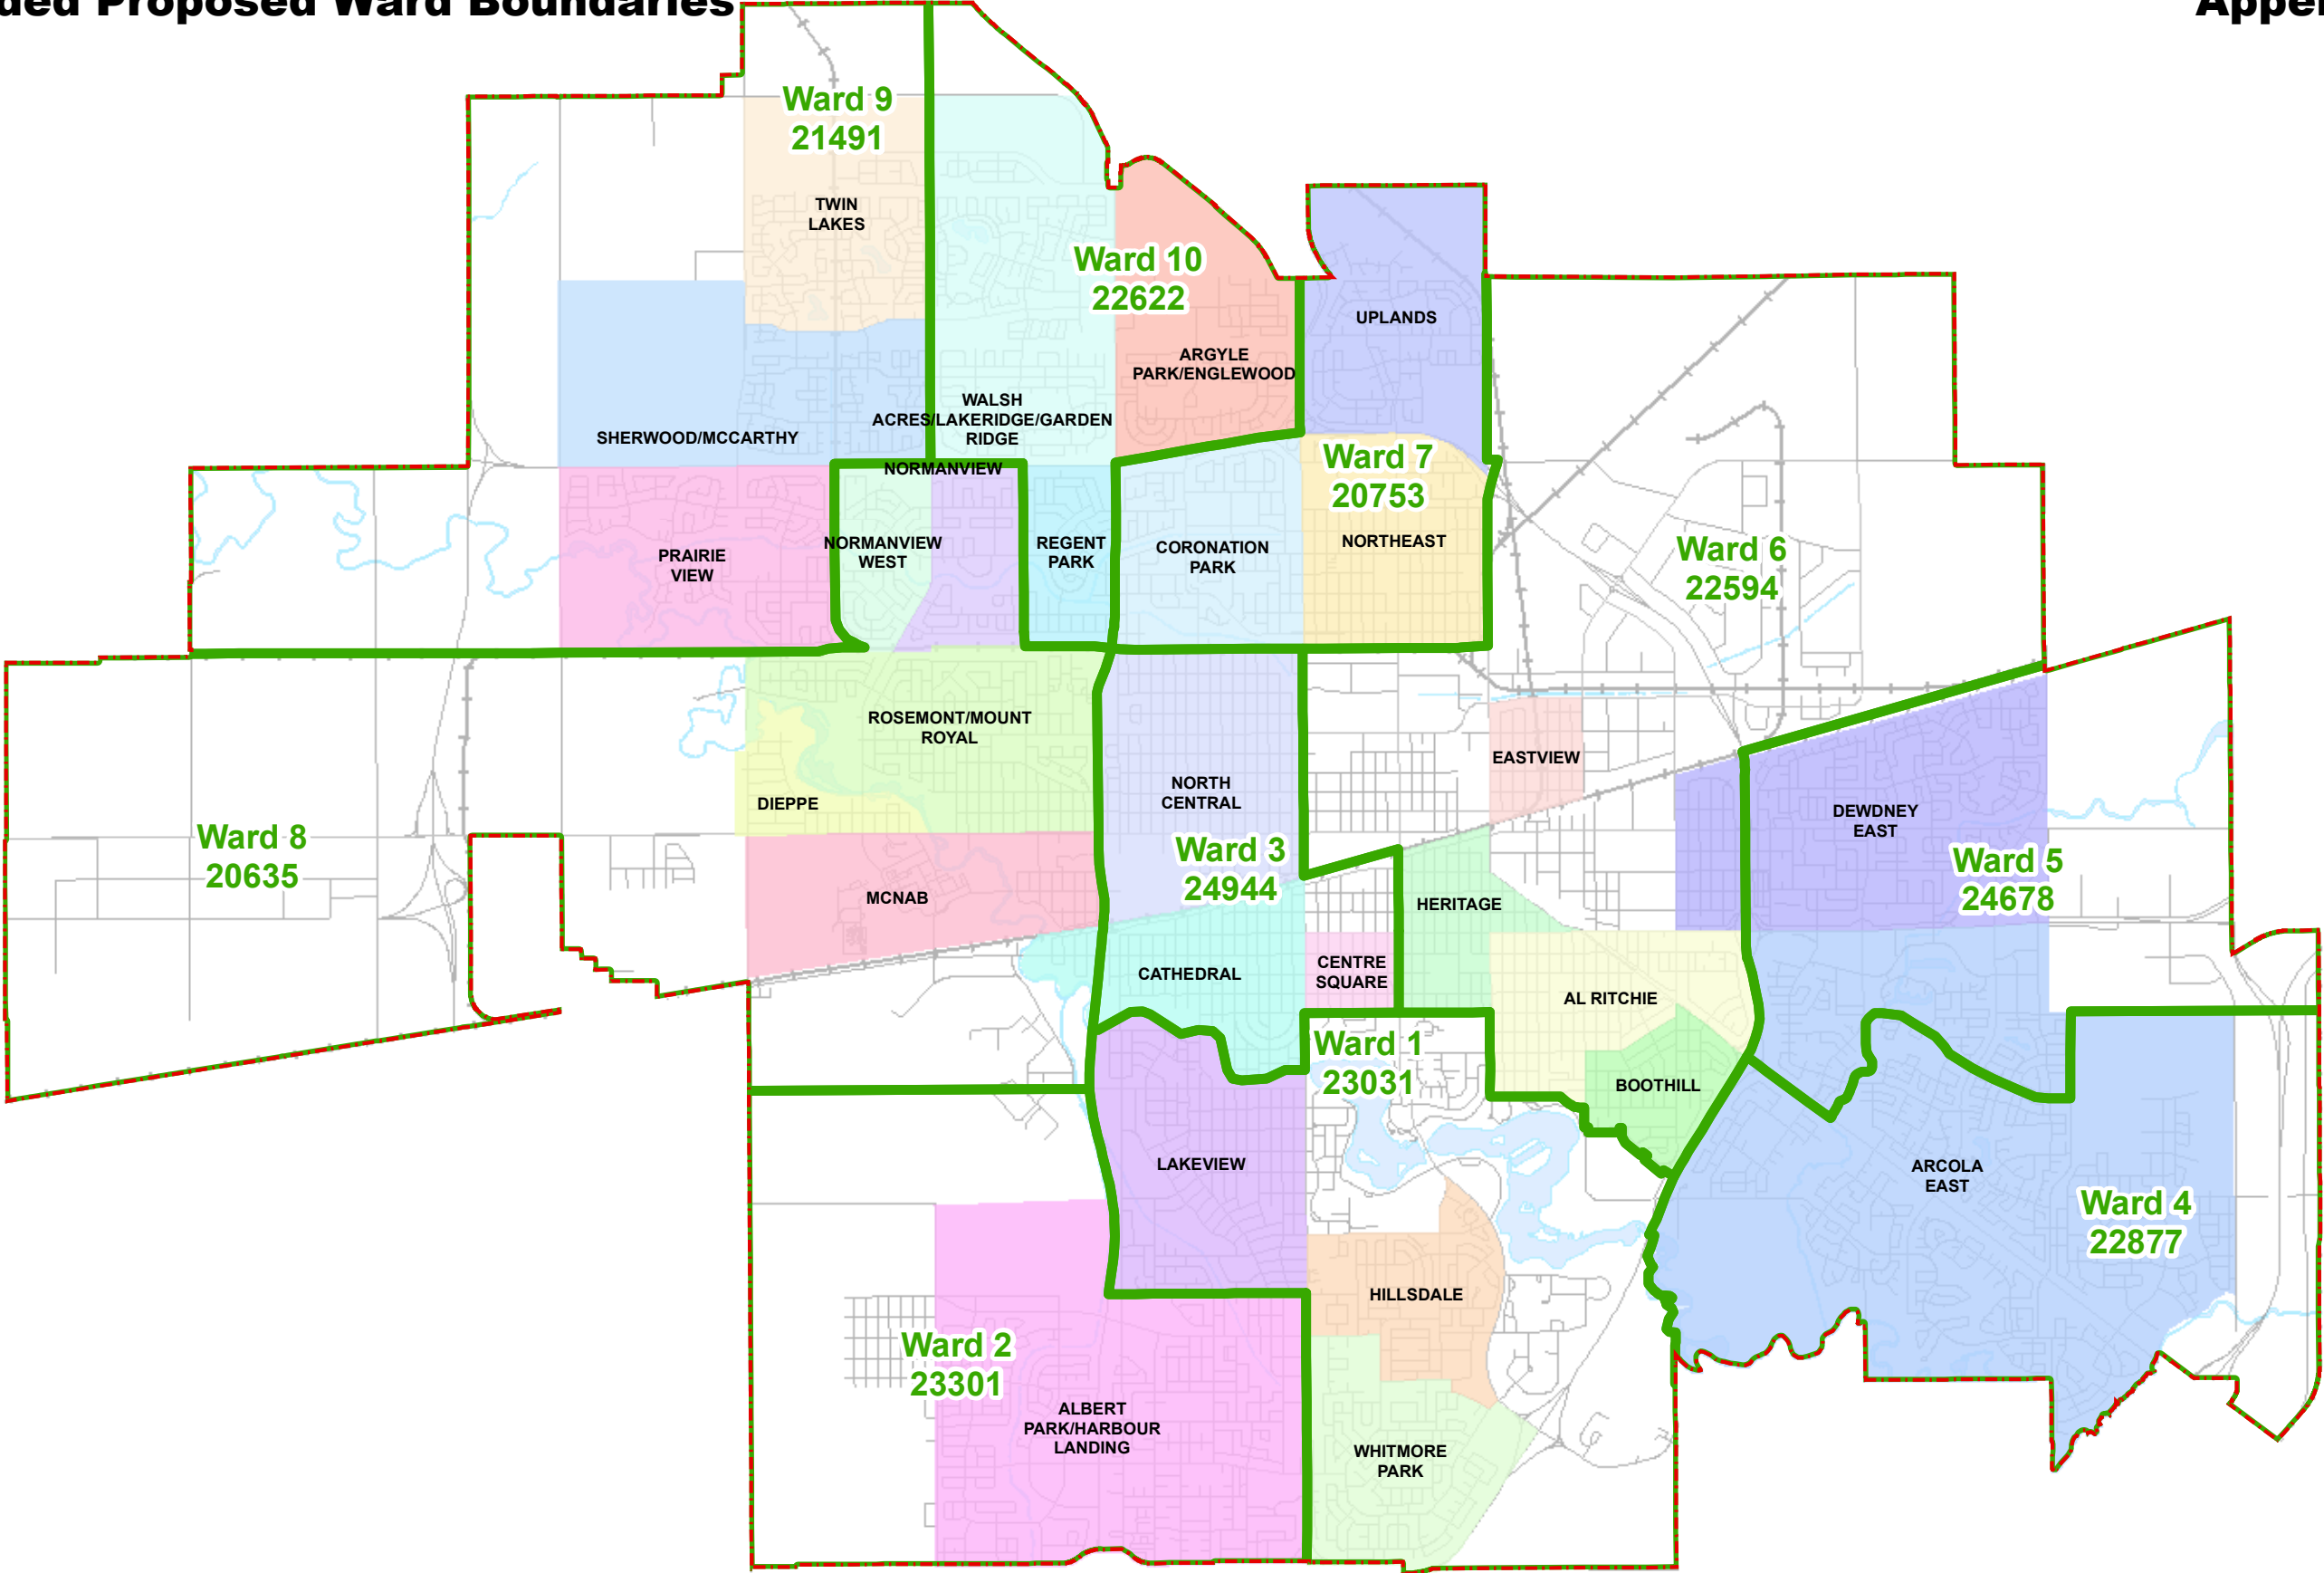 Proposed Ward Boundaries
Ward 9
21491
TWIN
LAKES
Ward 10
22622
UPLANDS
ARGYLE
PARK/ENGLEWOOD
WALSH
ACRES/LAKERIDGE/GARDEN
RIDGE
SHERWOOD/MCCARTHY
NORMANVIEW
Ward 7
20753
PRAIRIE
VIEW
NORMANVIEW
WEST
REGENT
PARK
CORONATION
PARK
NORTHEAST
Ward 6
22594
ROSEMONT/MOUNT
ROYAL
EASTVIEW
DIEPPE
NORTH
CENTRAL
DEWDNEY
EAST
Ward 8
20635
Ward 3
24944
Ward 5
24678
MCNAB
HERITAGE
CATHEDRAL
CENTRE
SQUARE
AL RITCHIE
Ward 1
23031
BOOTHILL
LAKEVIEW
ARCOLA
EAST
Ward 4
22877
HILLSDALE
Ward 2
23301
ALBERT
PARK/HARBOUR
LANDING
WHITMORE
PARK